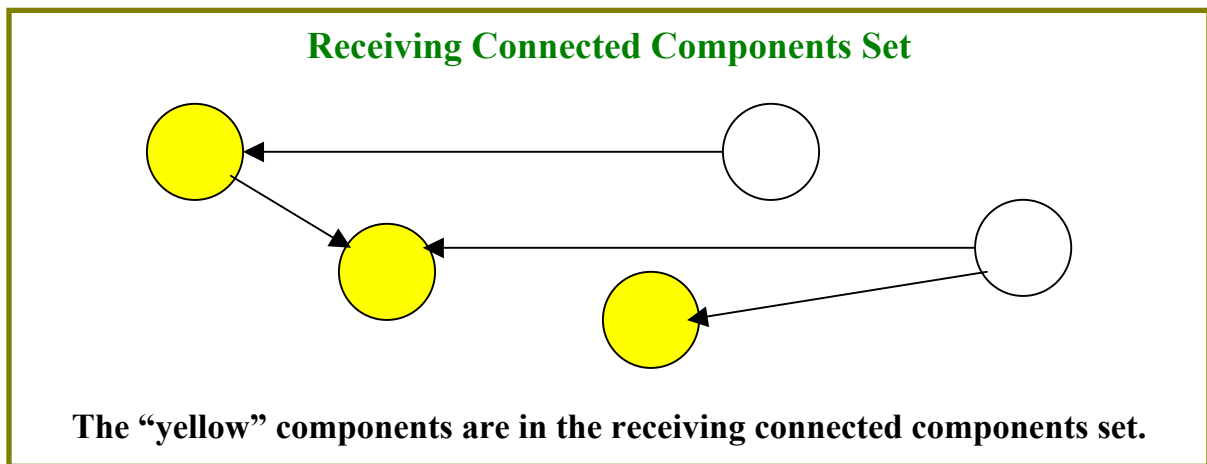 Receiving Connected Components Set
The “yellow” components are in the receiving connected components set.